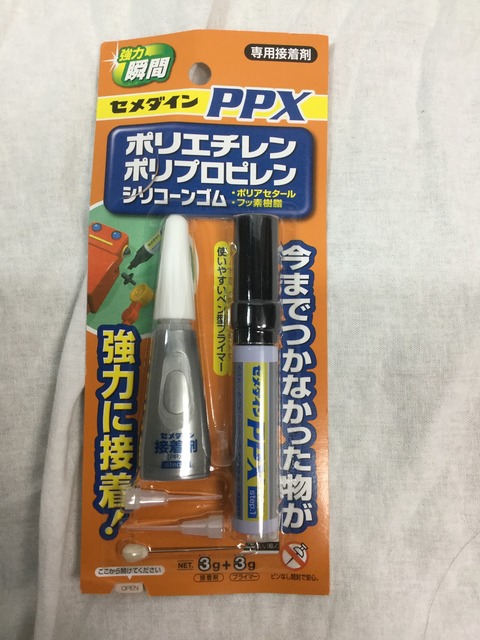 強力
瞬間
専用接着剤
セメダイン PPX
ポリエチレン
ポリプロピレン
シリコーンゴム
・ポリアセタール
・フッ素樹脂
使いやすいペン型プライマー
今までつかなかった物が
強力に接着!
セメダイン
接着剤
セメダイン PPX
step.1
ここから開けてください
OPEN
NET. 3g+3g
接着剤 プライマー
ピンなし開封で安心。